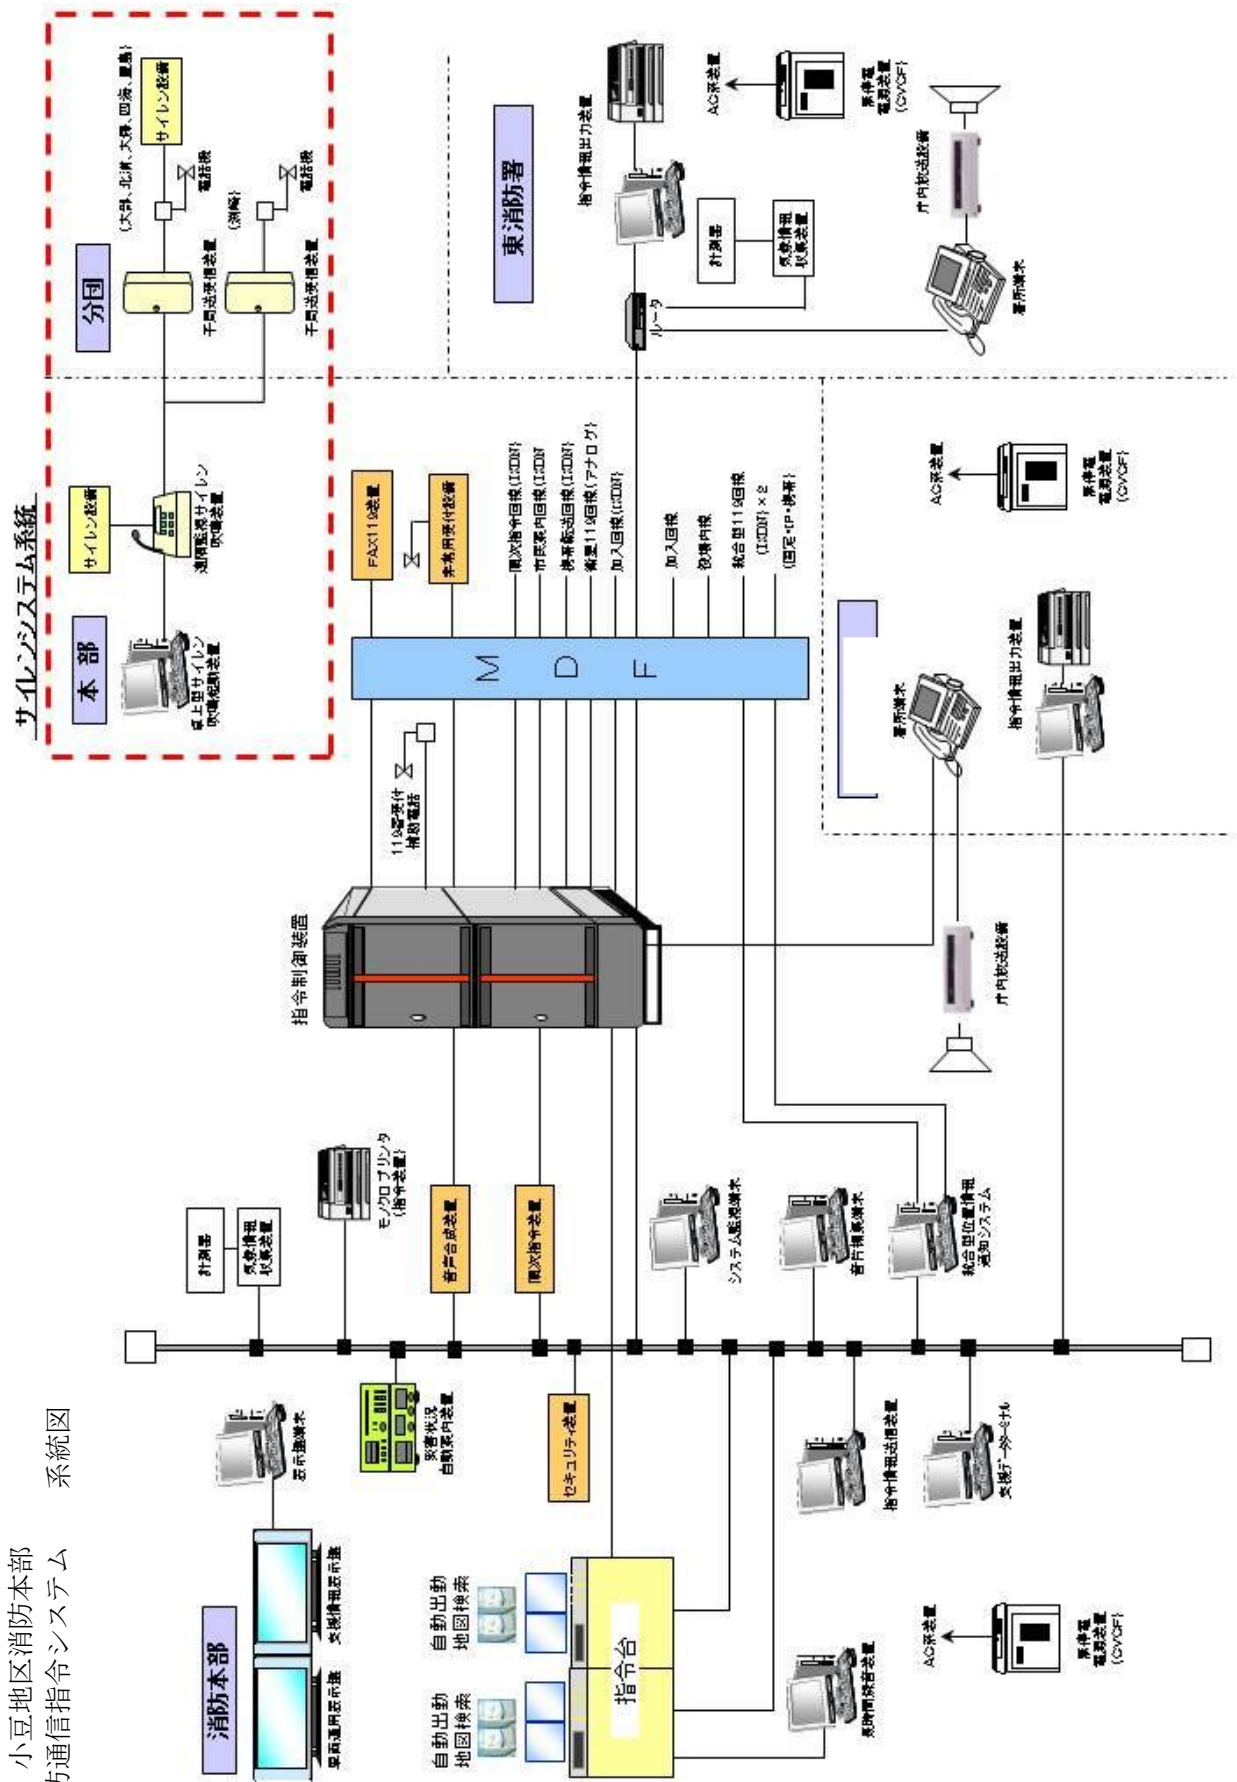 小豆地区消防本部
防通信指令システム 系統図
サイレンシステム系統
本部
サイレン設備
遠隔監視サイレン
吹鳴装置
卓上型サイレン
吹鳴起動装置
分団
(大部、北浦、大鐸、四海、豊島)
サイレン設備
電話機
子局送受信装置
(渕崎)
電話機
子局送受信装置
消防本部
車両運用表示盤
支援情報表示盤
表示盤端末
計測器
気象情報
収集装置
モノクロプリンタ
(指令装置)
災害状況
自動案内装置
音声合成装置
順次指令装置
セキュリティ装置
自動出動
地図検索
自動出動
地図検索
指令台
長時間録音装置
指令情報送信装置
支援データターミナル
システム監視端末
音声編集端末
統合型位置情報
通知システム
AC系装置
無停電
電源装置
(CVCF)
指令制御装置
119番受付
補助電話
MDF
FAX119装置
非常用受付設備
順次指令回線(ISDN)
市民案内回線(ISDN)
携帯転送回線(ISDN)
衛星119回線(アナログ)
加入回線(ISDN)
加入回線
役場内線
統合型119回線
(ISDN)×2
(固定・IP・携帯)
署所端末
庁内放送設備
指令情報出力装置
AC系装置
無停電
電源装置
(CVCF)
東消防署
指令情報出力装置
ルータ
計測器
気象情報
収集装置
署所端末
庁内放送設備
AC系装置
無停電
電源装置
(CVCF)